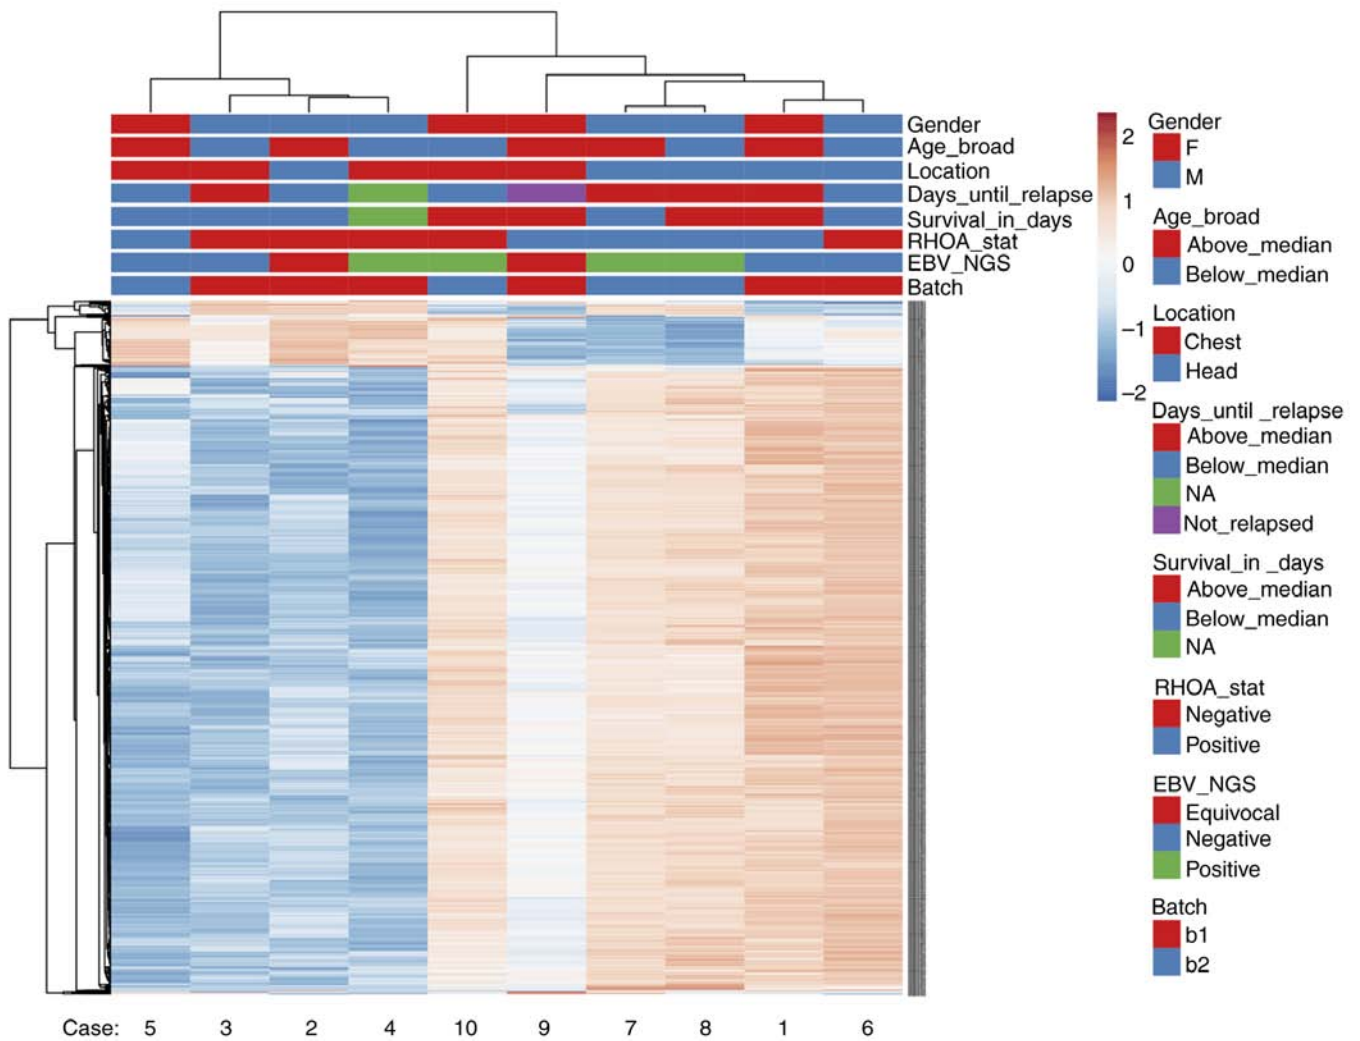 Gender
Age_broad
Location
Days_until_relapse
Survival_in_days
RHOA_stat
EBV_NGS
Batch
2
1
0
−1
−2
Gender
F
M
Age_broad
Above_median
Below_median
Location
Chest
Head
Days_until _relapse
Above_median
Below_median
NA
Not_relapsed
Survival_in _days
Above_median
Below_median
NA
RHOA_stat
Negative
Positive
EBV_NGS
Equivocal
Negative
Positive
Batch
b1
b2
Case: 5 3 2 4 10 9 7 8 1 6